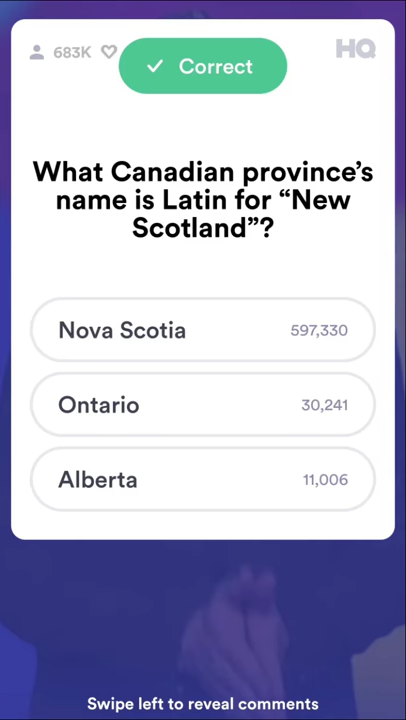 683K
Correct
HQ
What Canadian province's
name is Latin for “New
Scotland”?
Nova Scotia 597,330
Ontario 30,241
Alberta 11,006
Swipe left to reveal comments